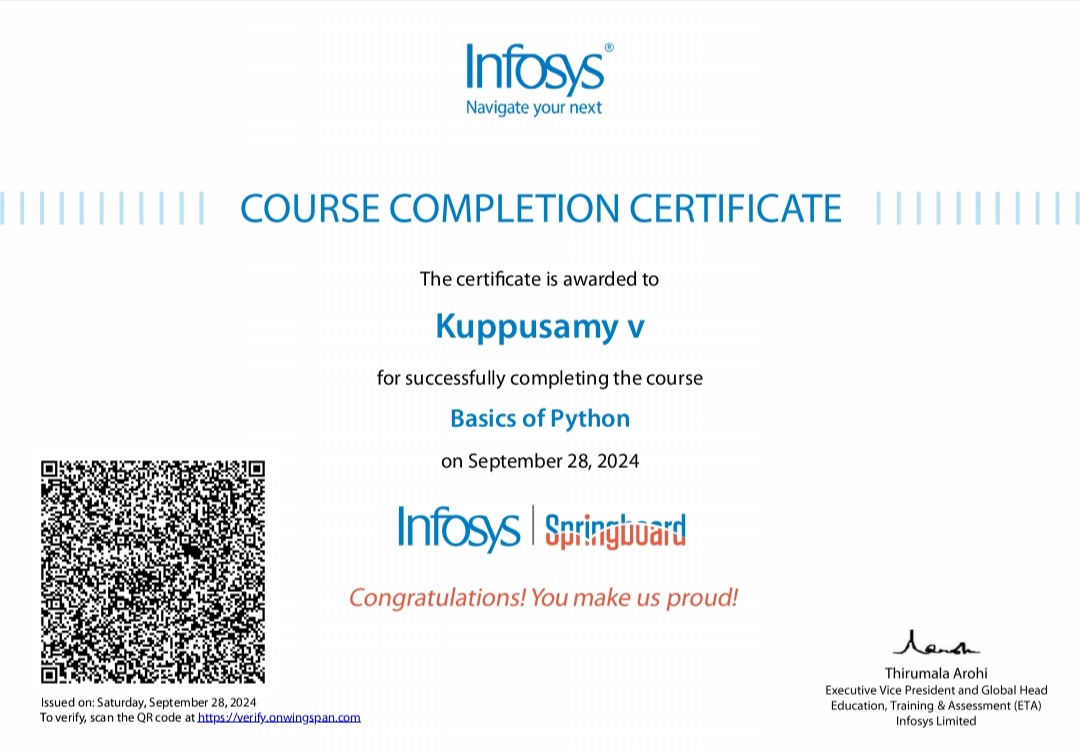 Infosys®
Navigate your next
COURSE COMPLETION CERTIFICATE
The certificate is awarded to
Kuppusamy v
for successfully completing the course
Basics of Python
on September 28, 2024
Infosys | Springboard
Congratulations! You make us proud!
Issued on: Saturday, September 28, 2024
To verify, scan the QR code at https://verify.onwingspan.com
Thirumala Arohi
Executive Vice President and Global Head
Education, Training & Assessment (ETA)
Infosys Limited